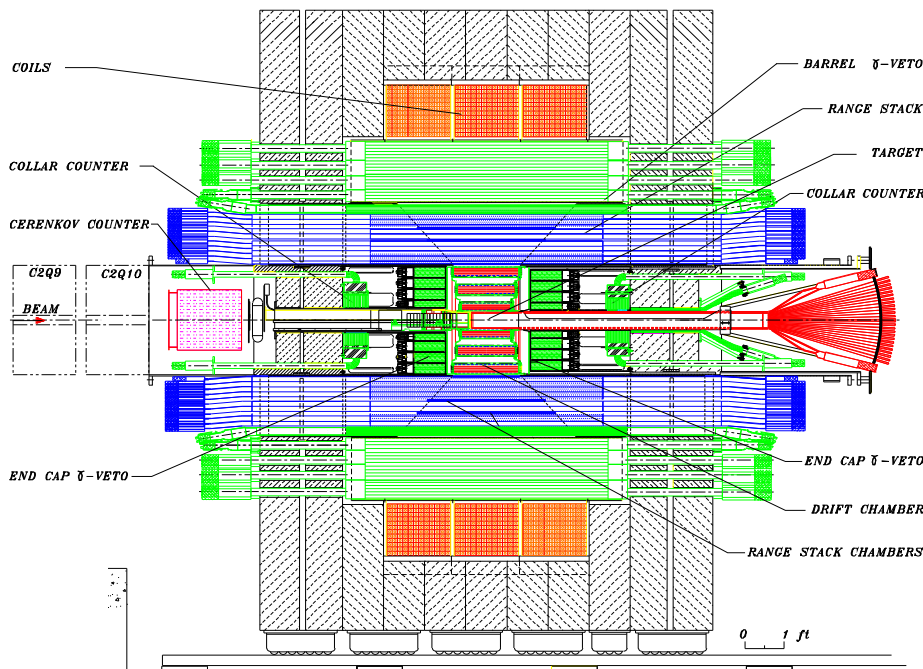 COILS
BARREL γ-VETO
RANGE STACK
TARGET
COLLAR COUNTER
COLLAR COUNTER
CERENKOV COUNTER
C2Q9 C2Q10
BEAM
END CAP γ-VETO
END CAP γ-VETO
DRIFT CHAMBER
RANGE STACK CHAMBERS
0 1 ft